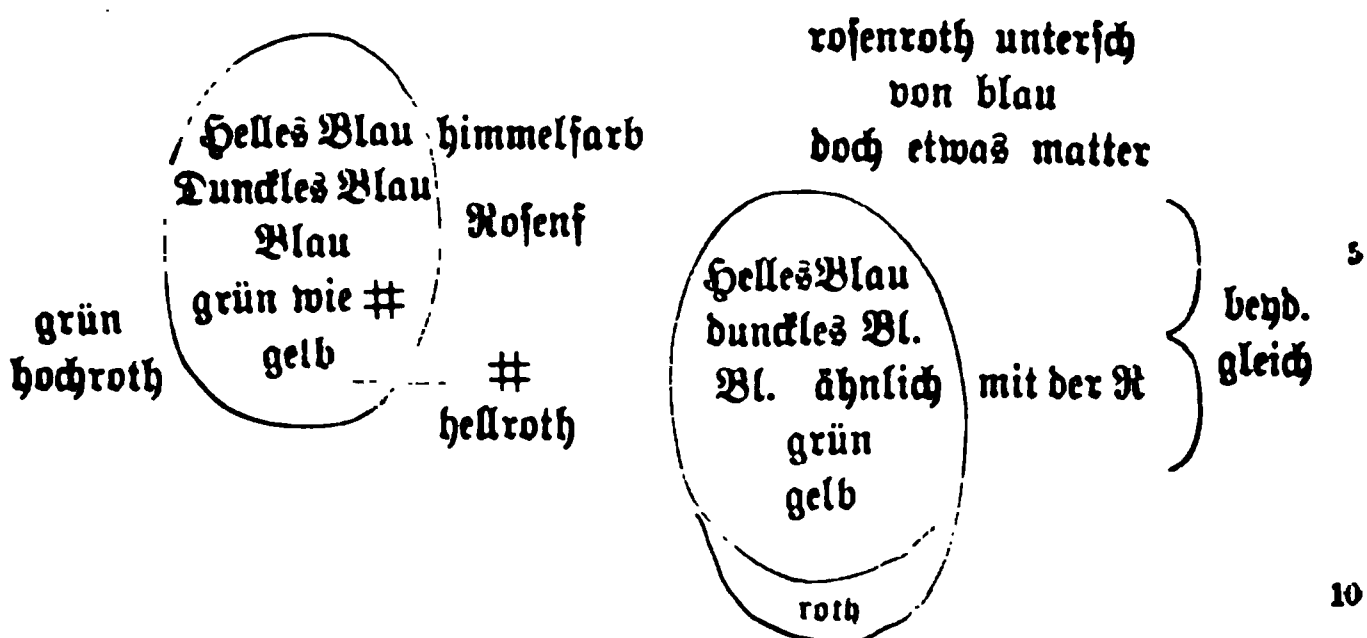 rosenroth untersch
von blau
doch etwas matter
Helles Blau himmelfarb
Dunckles Blau
Rosenf
Blau
grün wie #
gelb
grün
hochroth
#
hellroth
Helles Blau
dunckles Bl.
Bl. ähnlich mit der R
grün
gelb
roth
beyd.
gleich
5
10